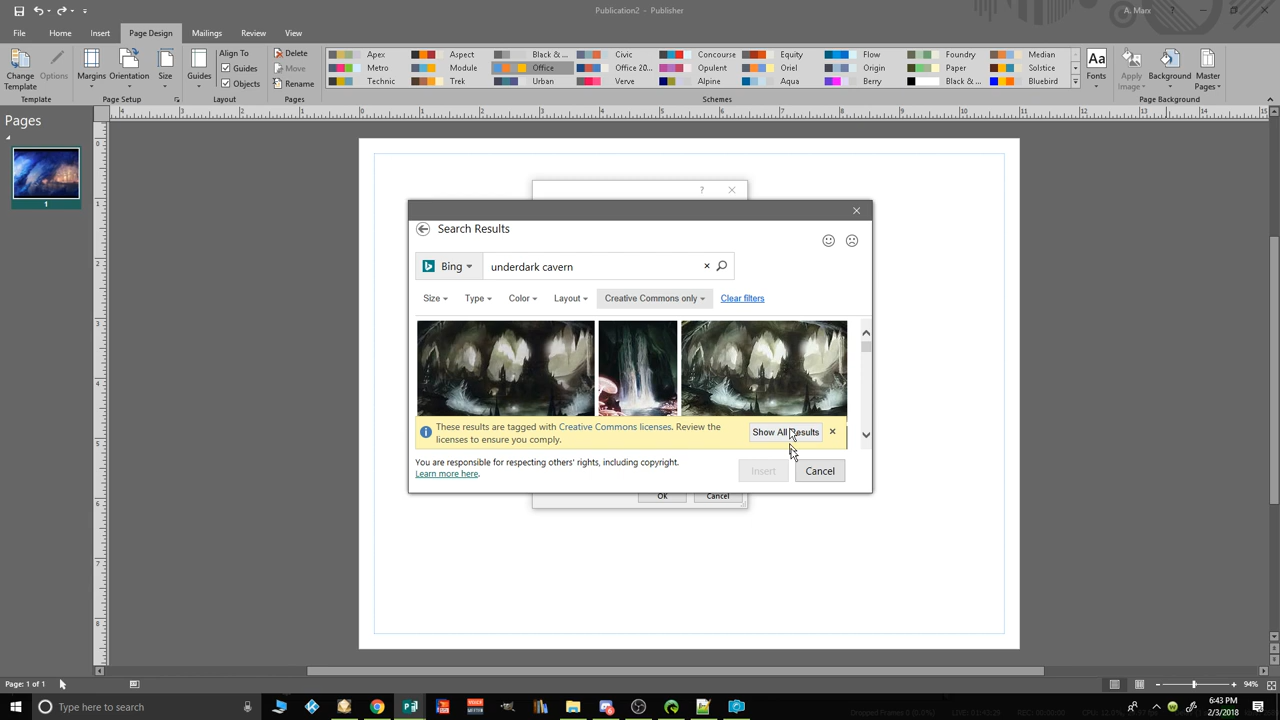 Publication2 - Publisher
A, Marx
?
File Home Insert Page Design Mailings Review View
Change Template
Options
Template
Margins
Orientation
Size
Page Setup
Guides
Align To
Guides
Objects
Layout
Delete
Move
Rename
Pages
Apex Aspect Black & ... Civic Concourse Equity Flow Foundry Median
Metro Module Office Office 20... Opulent Oriel Origin Paper Solstice
Technic Trek Urban Verve Alpine Aqua Berry Black & ... Bluebird
Schemes
Fonts
Apply Image
Background
Master Pages
Page Background
Pages
1
?
Search Results
Bing
underdark cavern
Size Type Color Layout Creative Commons only Clear filters
These results are tagged with Creative Commons licenses. Review the
licenses to ensure you comply.
Show All Results
You are responsible for respecting others' rights, including copyright.
Learn more here.
Insert Cancel
OK Cancel
Page: 1 of 1
94%
Type here to search
6:43 PM
2/3/2018